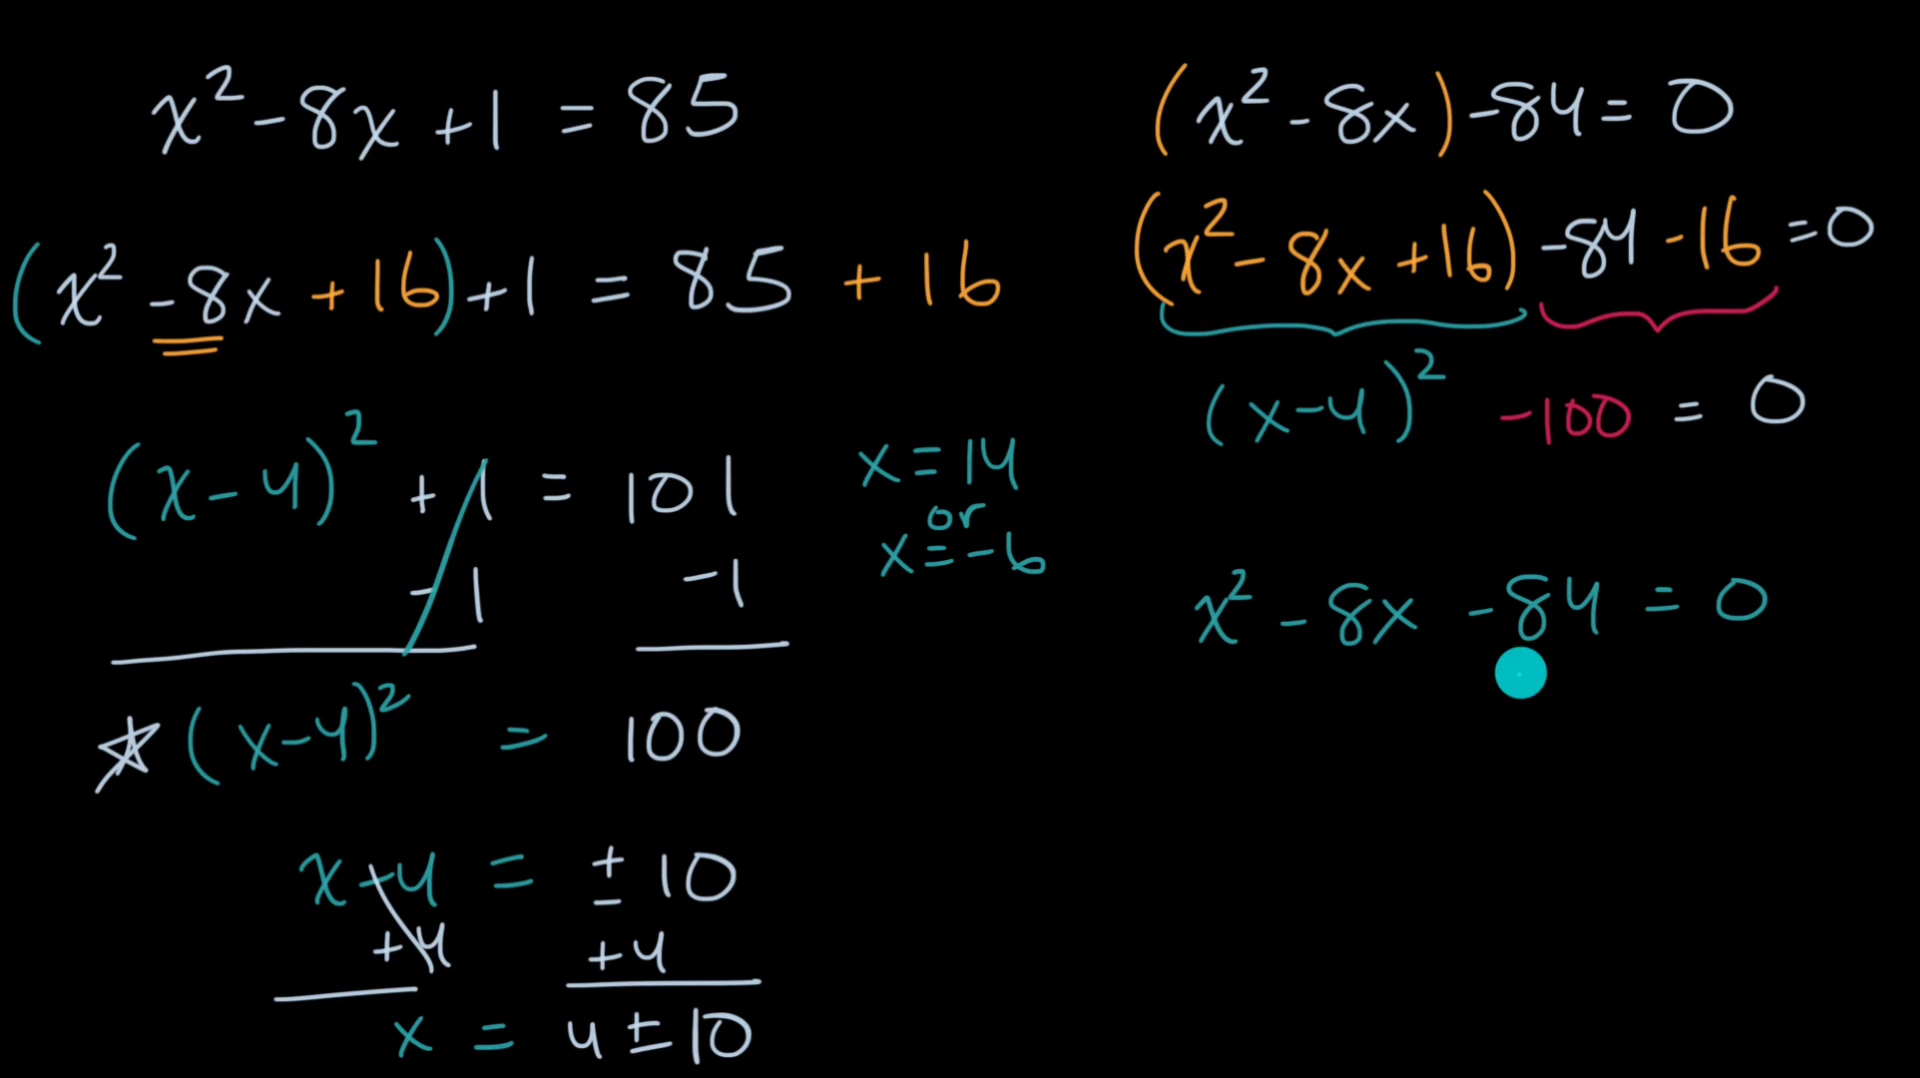 x² - 8x + 1 = 85
(x² - 8x + 16) + 1 = 85 + 16
(x - 4)² + 1 = 101
- 1 - 1
(x - 4)² = 100
x - 4 = ± 10
+ 4 + 4
x = 4 ± 10
x = 14
or
x = -6
(x² - 8x) - 84 = 0
(x² - 8x + 16) - 84 - 16 = 0
(x - 4)² - 100 = 0
x² - 8x - 84 = 0